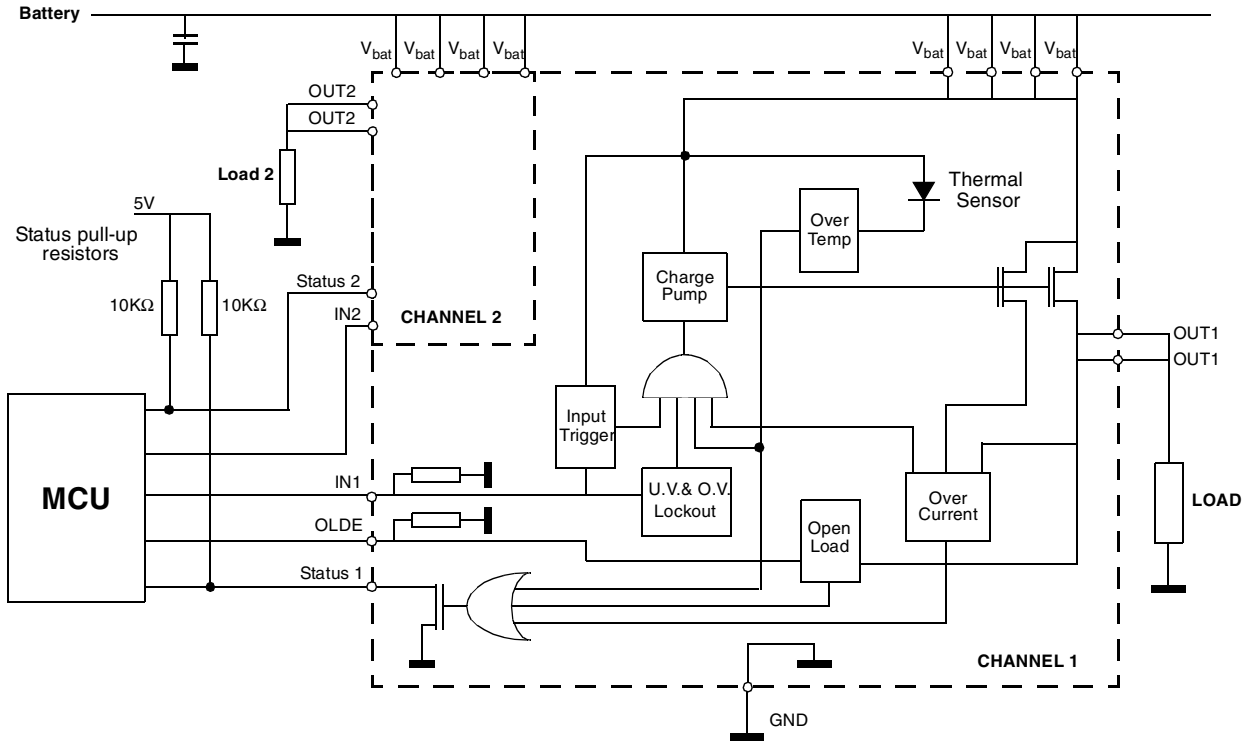 Battery
Vbat
Vbat
Vbat
Vbat
Vbat
Vbat
Vbat
Vbat
OUT2
OUT2
Load 2
5V
Status pull-up
resistors
10KΩ
10KΩ
Status 2
IN2
CHANNEL 2
Thermal
Sensor
Over
Temp
Charge
Pump
OUT1
OUT1
Input
Trigger
MCU
IN1
OLDE
Status 1
U.V.& O.V.
Lockout
Open
Load
Over
Current
LOAD
CHANNEL 1
GND